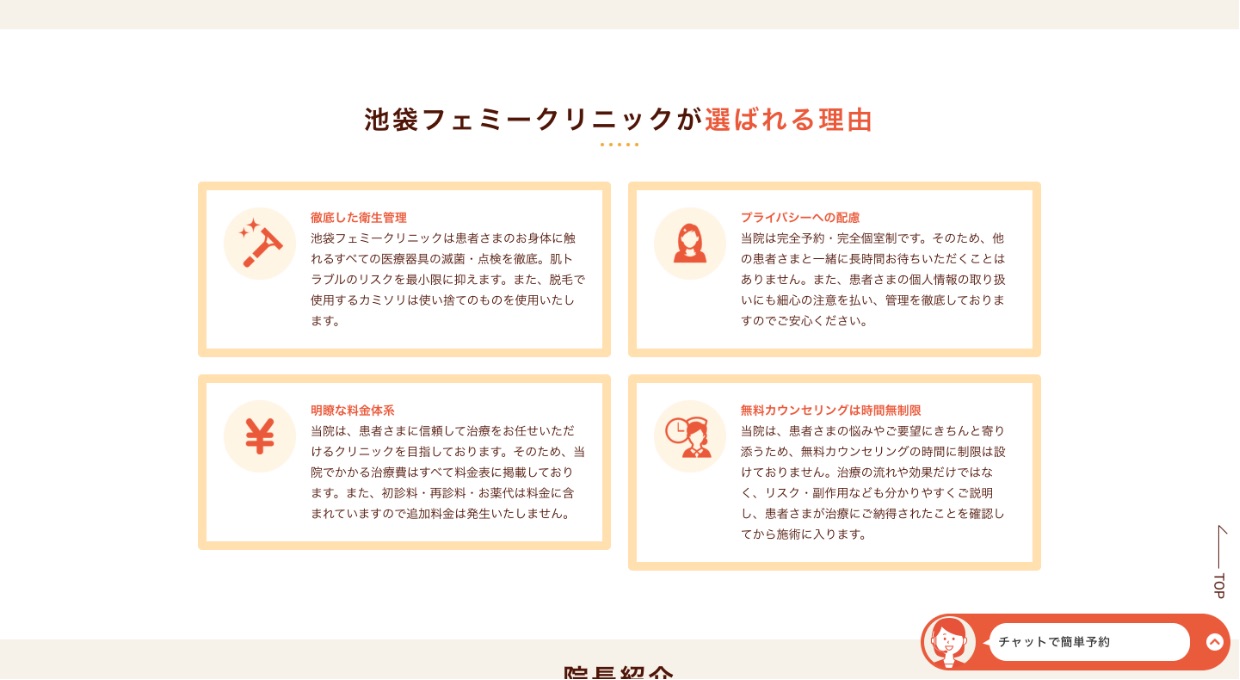 池袋フェミークリニックが選ばれる理由
徹底した衛生管理
池袋フェミークリニックは患者さまのお身体に触
れるすべての医療器具の滅菌・点検を徹底。肌ト
ラブルのリスクを最小限に抑えます。また、脱毛で
使用するカミソリは使い捨てのものを使用いたし
ます。
プライバシーへの配慮
当院は完全予約・完全個室制です。そのため、他
の患者さまと一緒に長時間お待ちいただくことは
ありません。また、患者さまの個人情報の取り扱
いにも細心の注意を払い、管理を徹底しておりま
すのでご安心ください。
明瞭な料金体系
当院は、患者さまに信頼して治療をお任せいただ
けるクリニックを目指しております。そのため、当
院でかかる治療費はすべて料金表に掲載しており
ます。また、初診料・再診料・お薬代は料金に含
まれていますので追加料金は発生いたしません。
無料カウンセリングは時間無制限
当院は、患者さまの悩みやご要望にきちんと寄り
添うため、無料カウンセリングの時間に制限は設
けておりません。治療の流れや効果だけではな
く、リスク・副作用なども分かりやすくご説明
し、患者さまが治療にご納得されたことを確認し
てから施術に入ります。
TOP
チャットで簡単予約
院長紹介